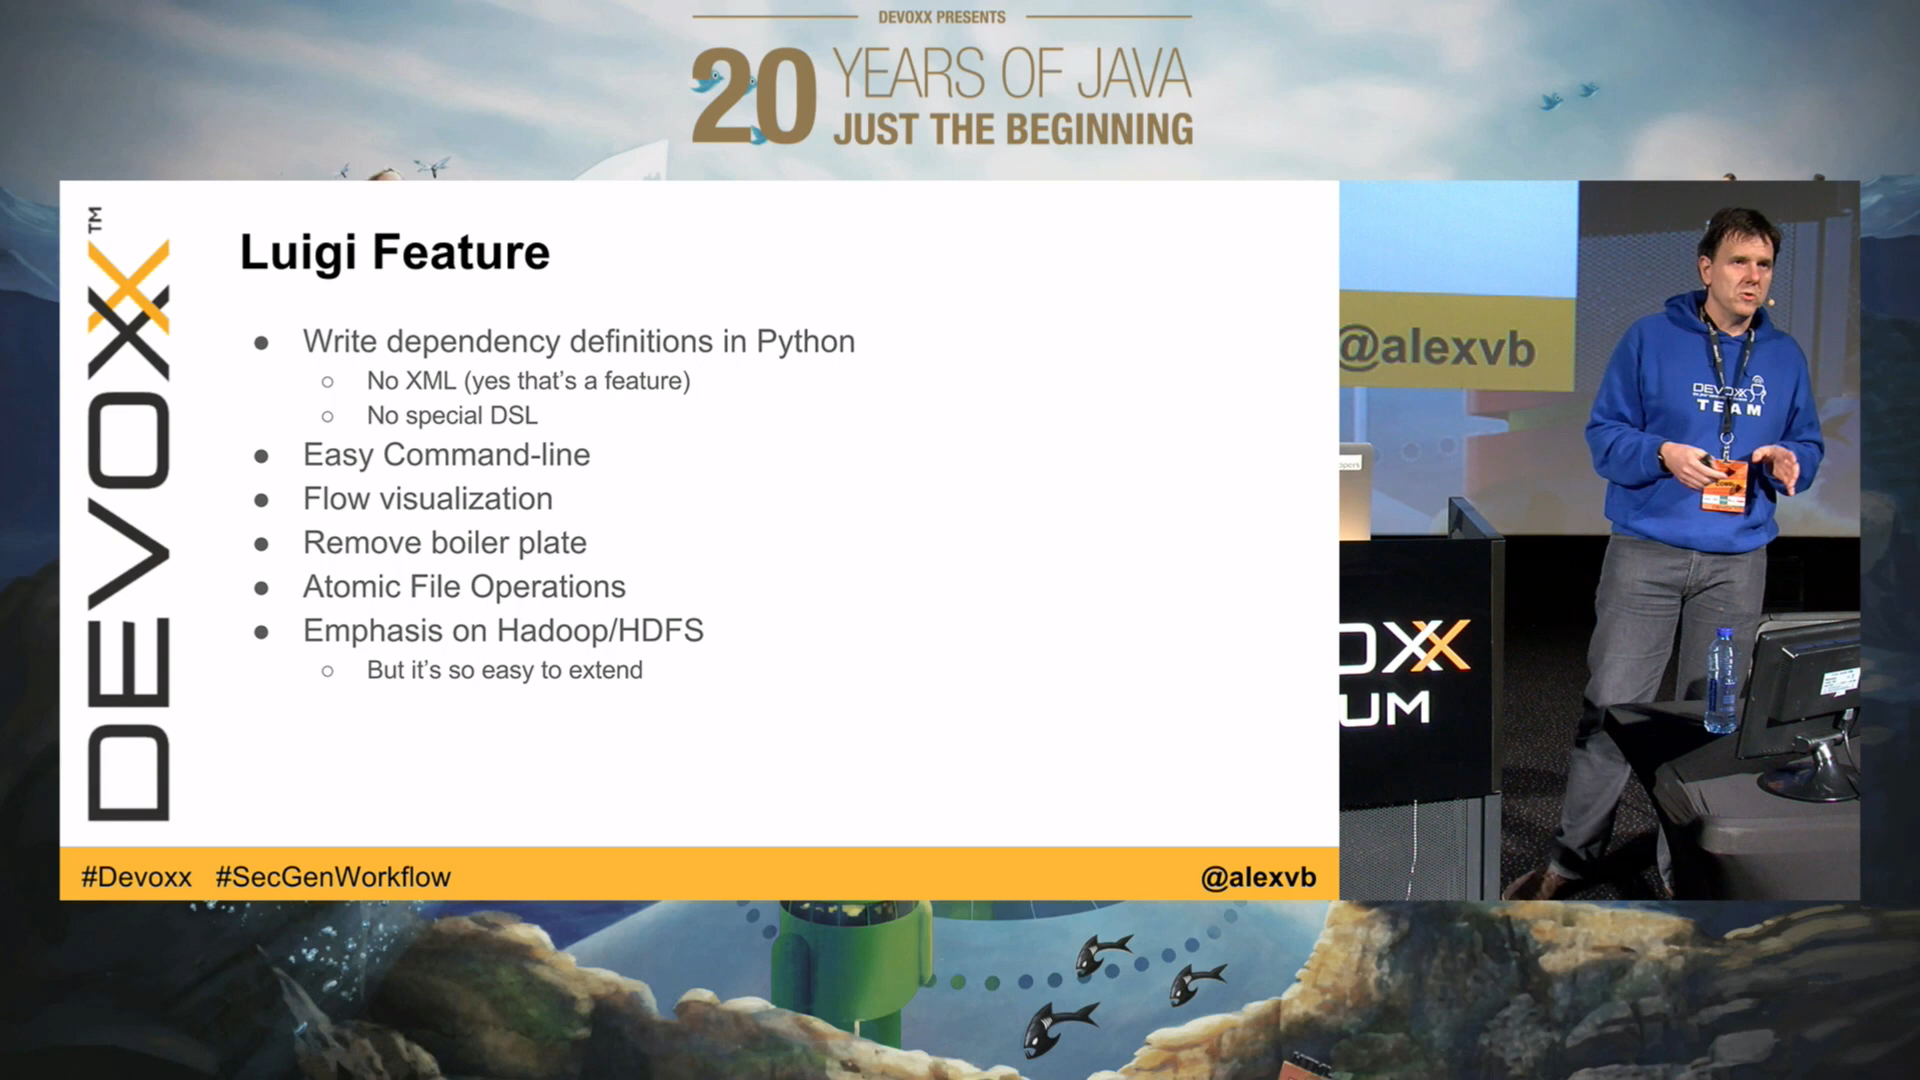 DEVOXX PRESENTS
20 YEARS OF JAVA
JUST THE BEGINNING
DEVOXX™
Luigi Feature
● Write dependency definitions in Python
○ No XML (yes that's a feature)
○ No special DSL
● Easy Command-line
● Flow visualization
● Remove boiler plate
● Atomic File Operations
● Emphasis on Hadoop/HDFS
○ But it's so easy to extend
#Devoxx #SecGenWorkflow
@alexvb
@alexvb
DEVOXX
TEAM
OXX
UM